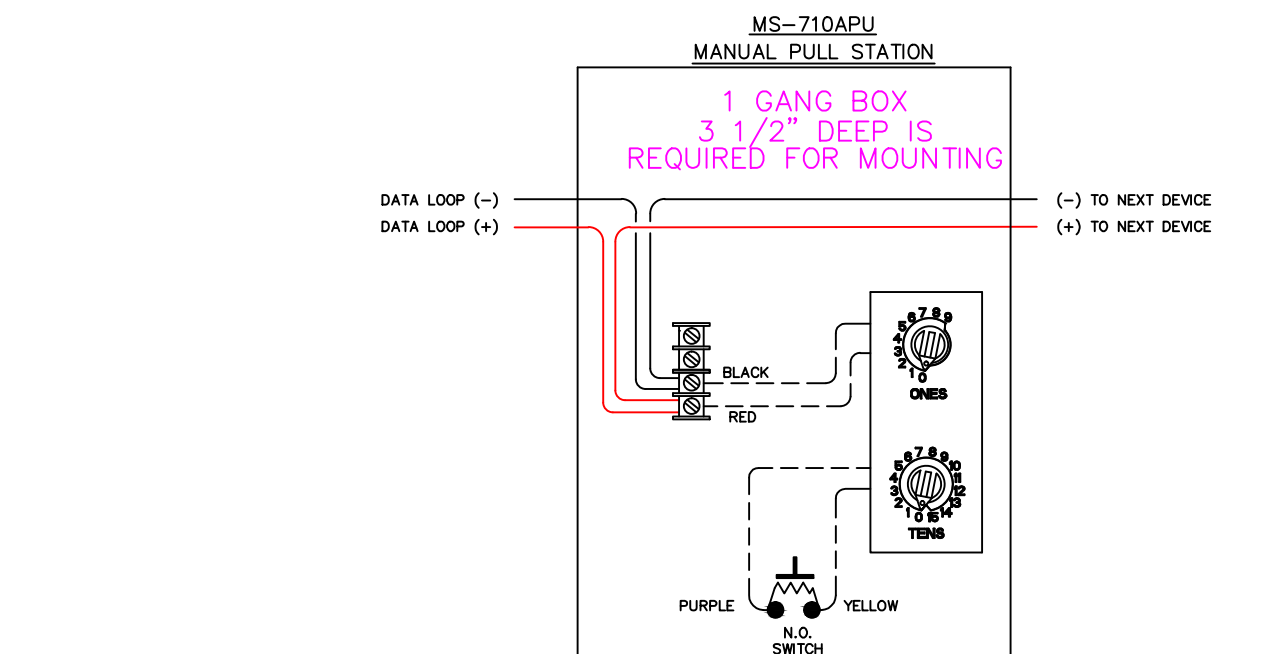 MS-710APU
MANUAL PULL STATION
1 GANG BOX
3 1/2" DEEP IS
REQUIRED FOR MOUNTING
DATA LOOP (-)
(-) TO NEXT DEVICE
DATA LOOP (+)
(+) TO NEXT DEVICE
0 1 2 3 4 5 6 7 8 9
ONES
BLACK
RED
0 1 2 3 4 5 6 7 8 9 10 11 12 13 14 15
TENS
PURPLE
YELLOW
N.O.
SWITCH